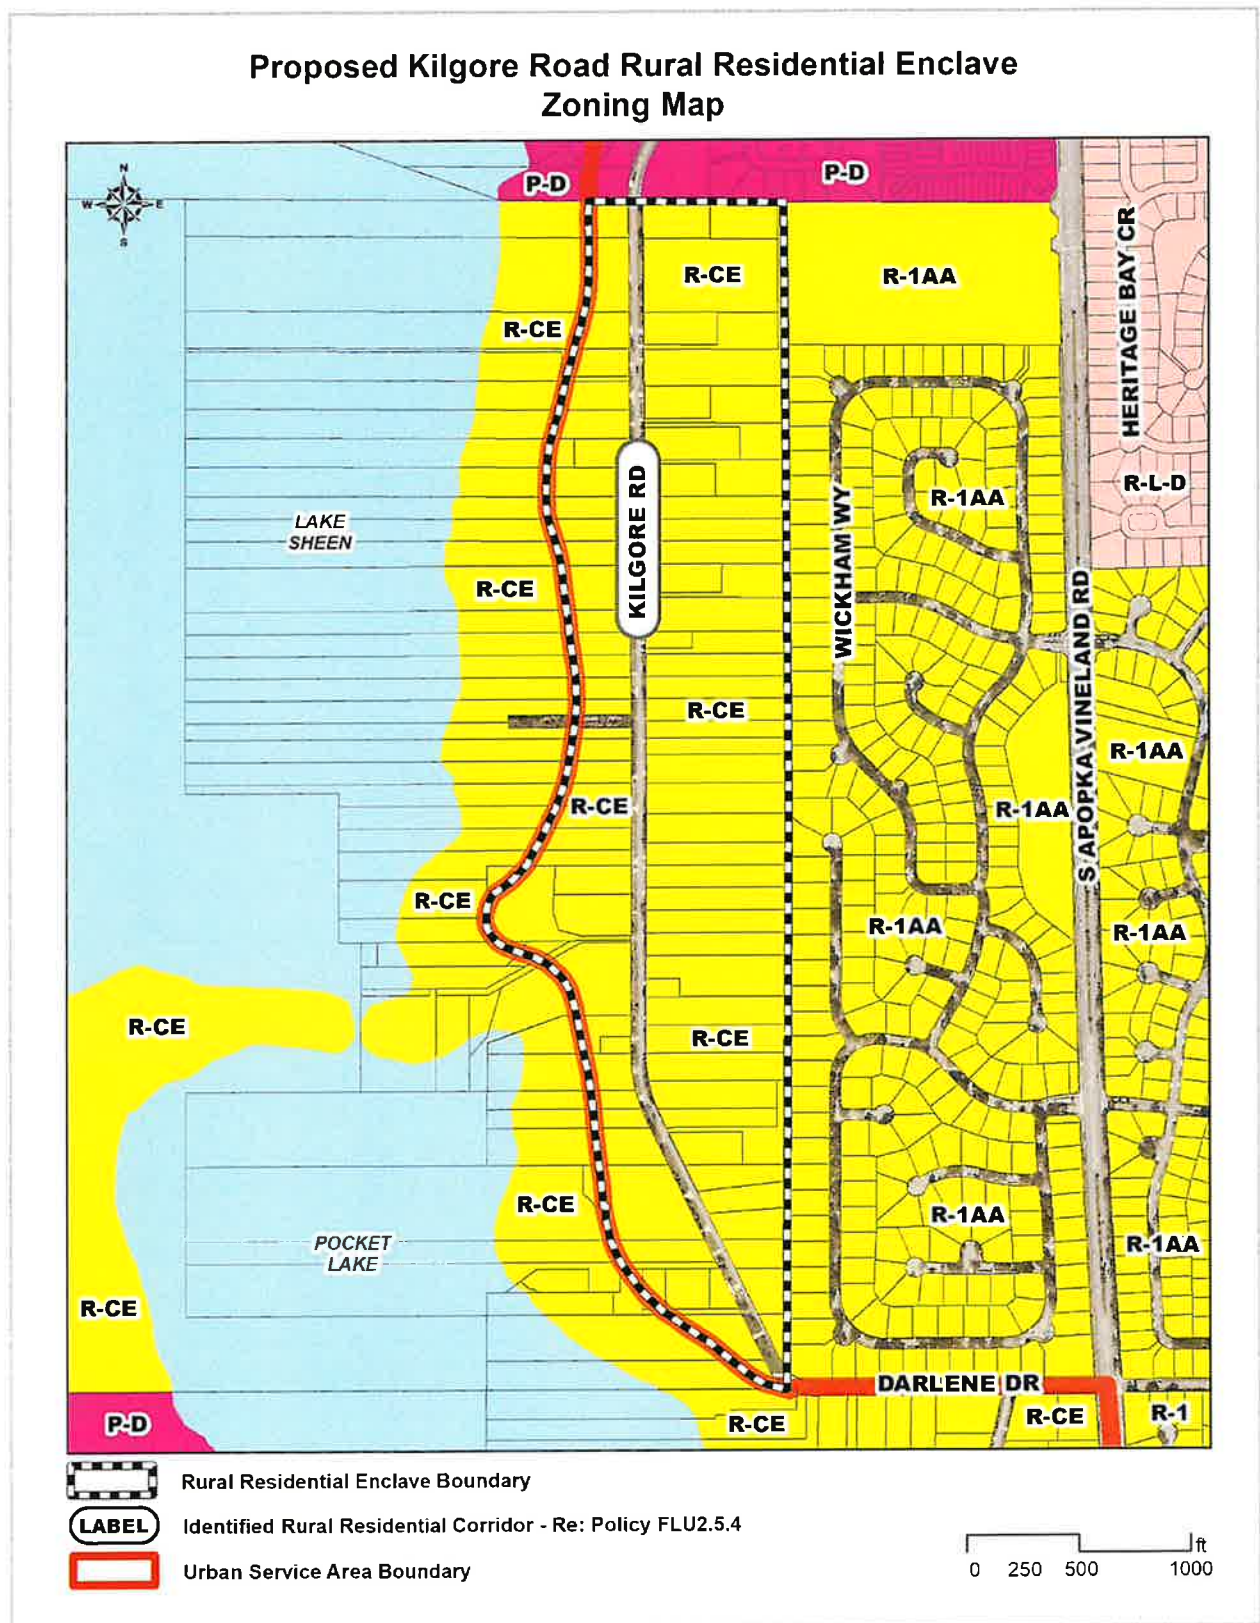 Proposed Kilgore Road Rural Residential Enclave
Zoning Map
N
W E
S
P-D
P-D
R-CE
R-1AA
R-CE
HERITAGE BAY CR
R-L-D
KILGORE RD
WICKHAM WY
R-1AA
LAKE
SHEEN
R-CE
S APOPKA VINELAND RD
R-CE
R-1AA
R-CE
R-1AA
R-CE
R-1AA
R-1AA
R-CE
R-CE
R-CE
R-1AA
POCKET
LAKE
R-1AA
R-CE
DARLENE DR
P-D
R-CE
R-CE
R-1
Rural Residential Enclave Boundary
LABEL Identified Rural Residential Corridor - Re: Policy FLU2.5.4
Urban Service Area Boundary
ft
0 250 500 1000